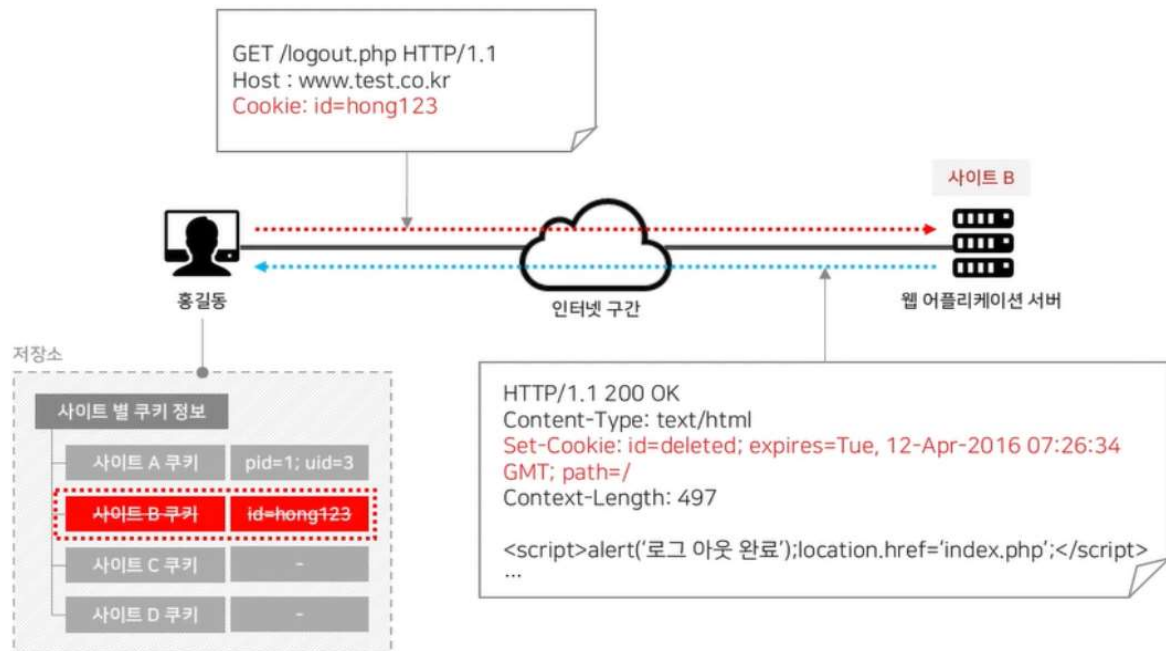 GET /logout.php HTTP/1.1
Host : www.test.co.kr
Cookie: id=hong123
사이트 B
홍길동
인터넷 구간
웹 어플리케이션 서버
저장소
사이트 별 쿠키 정보
사이트 A 쿠키 pid=1; uid=3
사이트 B 쿠키 id=hong123
사이트 C 쿠키 -
사이트 D 쿠키 -
HTTP/1.1 200 OK
Content-Type: text/html
Set-Cookie: id=deleted; expires=Tue, 12-Apr-2016 07:26:34
GMT; path=/
Context-Length: 497
<script>alert(‘로그 아웃 완료’);location.href=‘index.php’;</script>
...